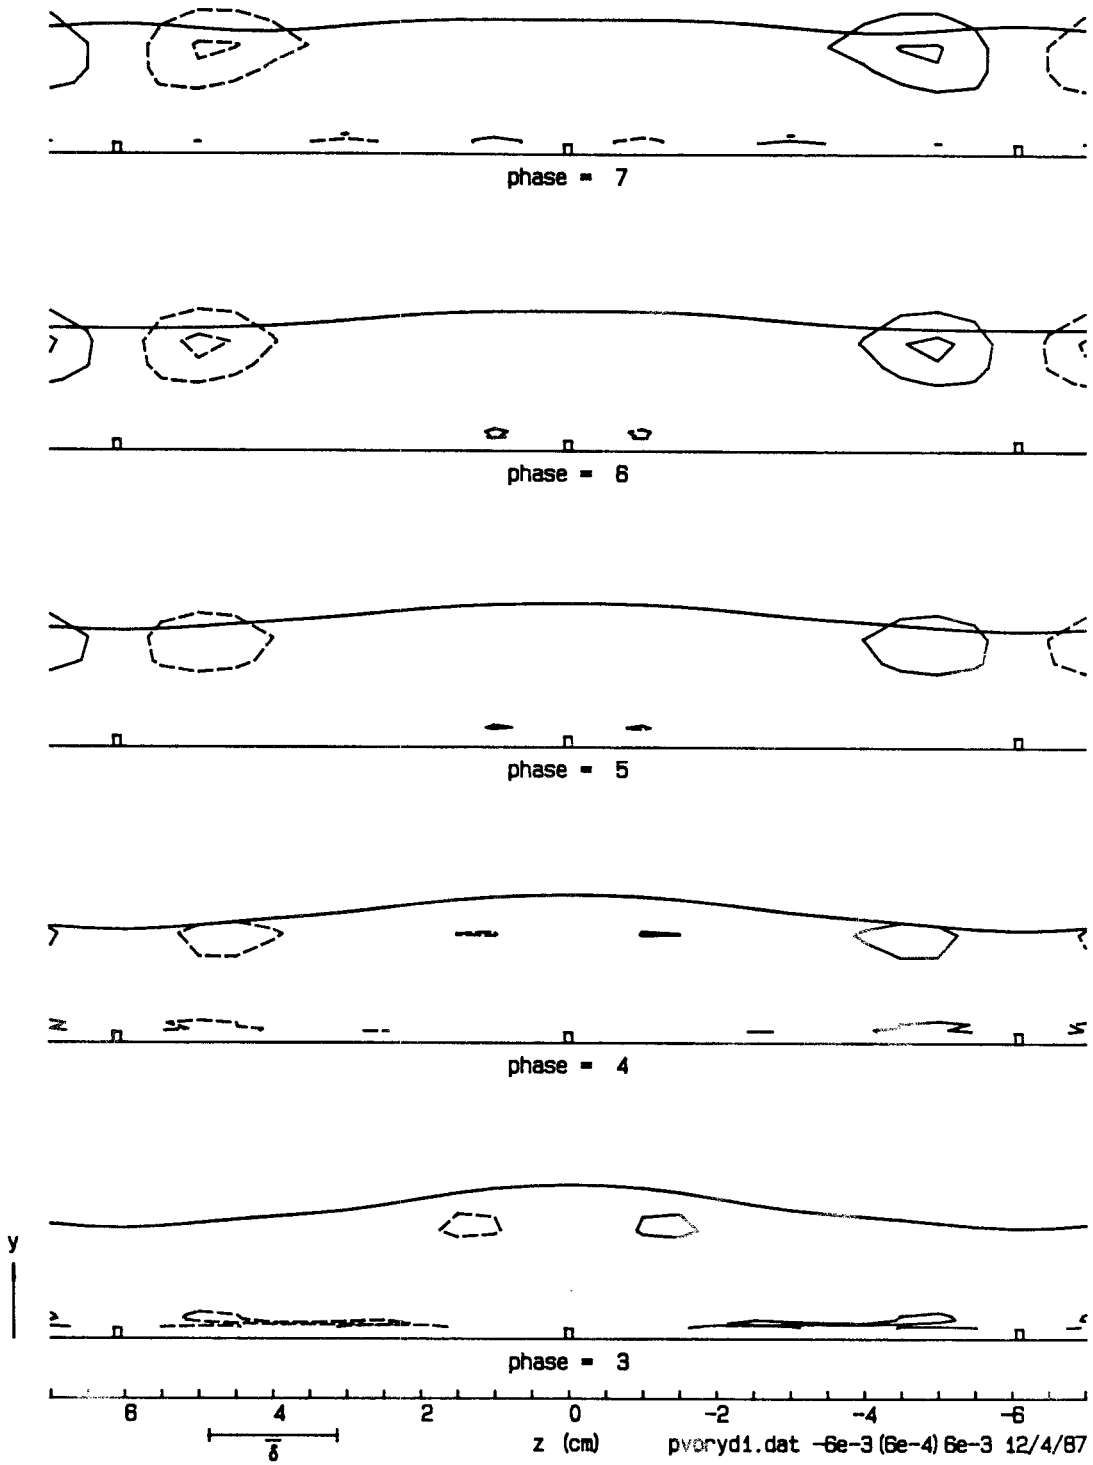 phase = 7
phase = 6
phase = 5
phase = 4
y
phase = 3
6 4 2 0 -2 -4 -6
δ̄ z (cm) pvoryd1.dat -6e-3 (6e-4) 6e-3 12/4/87